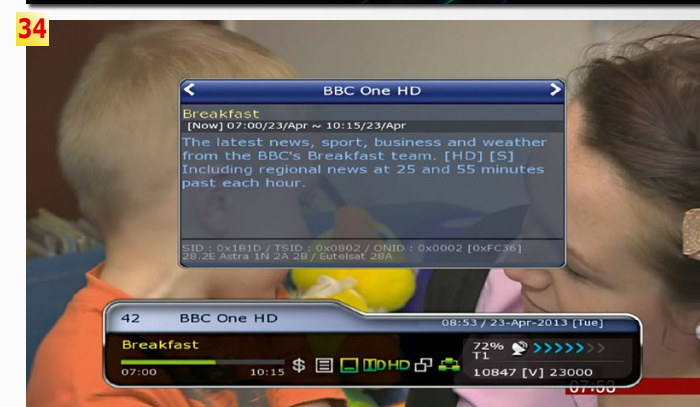 34
BBC One HD
Breakfast
[Now] 07:00/23/Apr ~ 10:15/23/Apr
The latest news, sport, business and weather
from the BBC's Breakfast team. [HD] [S]
Including regional news at 25 and 55 minutes
past each hour.
SID : 0x1B1D / TSID : 0x0802 / ONID : 0x0002 [0xFC36]
28.2E Astra 1N 2A 2B / Eutelsat 28A
42 BBC One HD 08:53 / 23-Apr-2013 [Tue]
Breakfast 72%
T1
07:00 10:15 $ HD 10847 [V] 23000
07:53